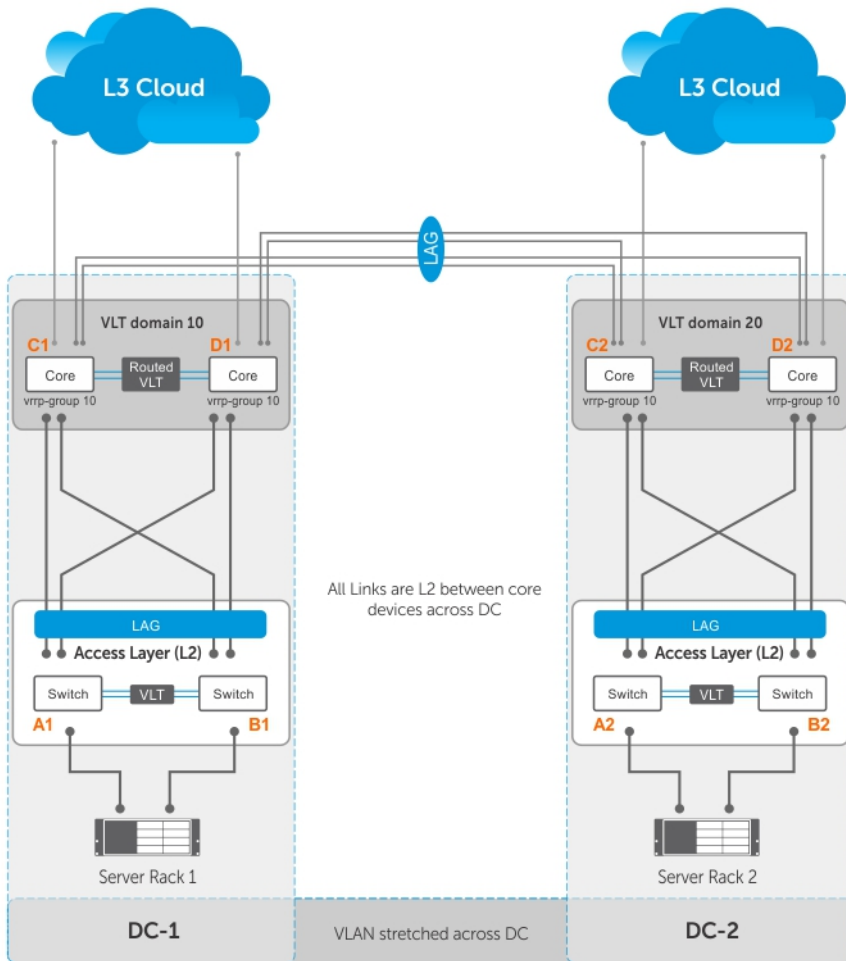 L3 Cloud
L3 Cloud
LAG
VLT domain 10
C1
D1
Core
Routed
VLT
Core
vrrp-group 10
vrrp-group 10
VLT domain 20
C2
D2
Core
Routed
VLT
Core
vrrp-group 10
vrrp-group 10
All Links are L2 between core
devices across DC
LAG
Access Layer (L2)
Switch
VLT
Switch
A1
B1
Server Rack 1
LAG
Access Layer (L2)
Switch
VLT
Switch
A2
B2
Server Rack 2
DC-1
VLAN stretched across DC
DC-2